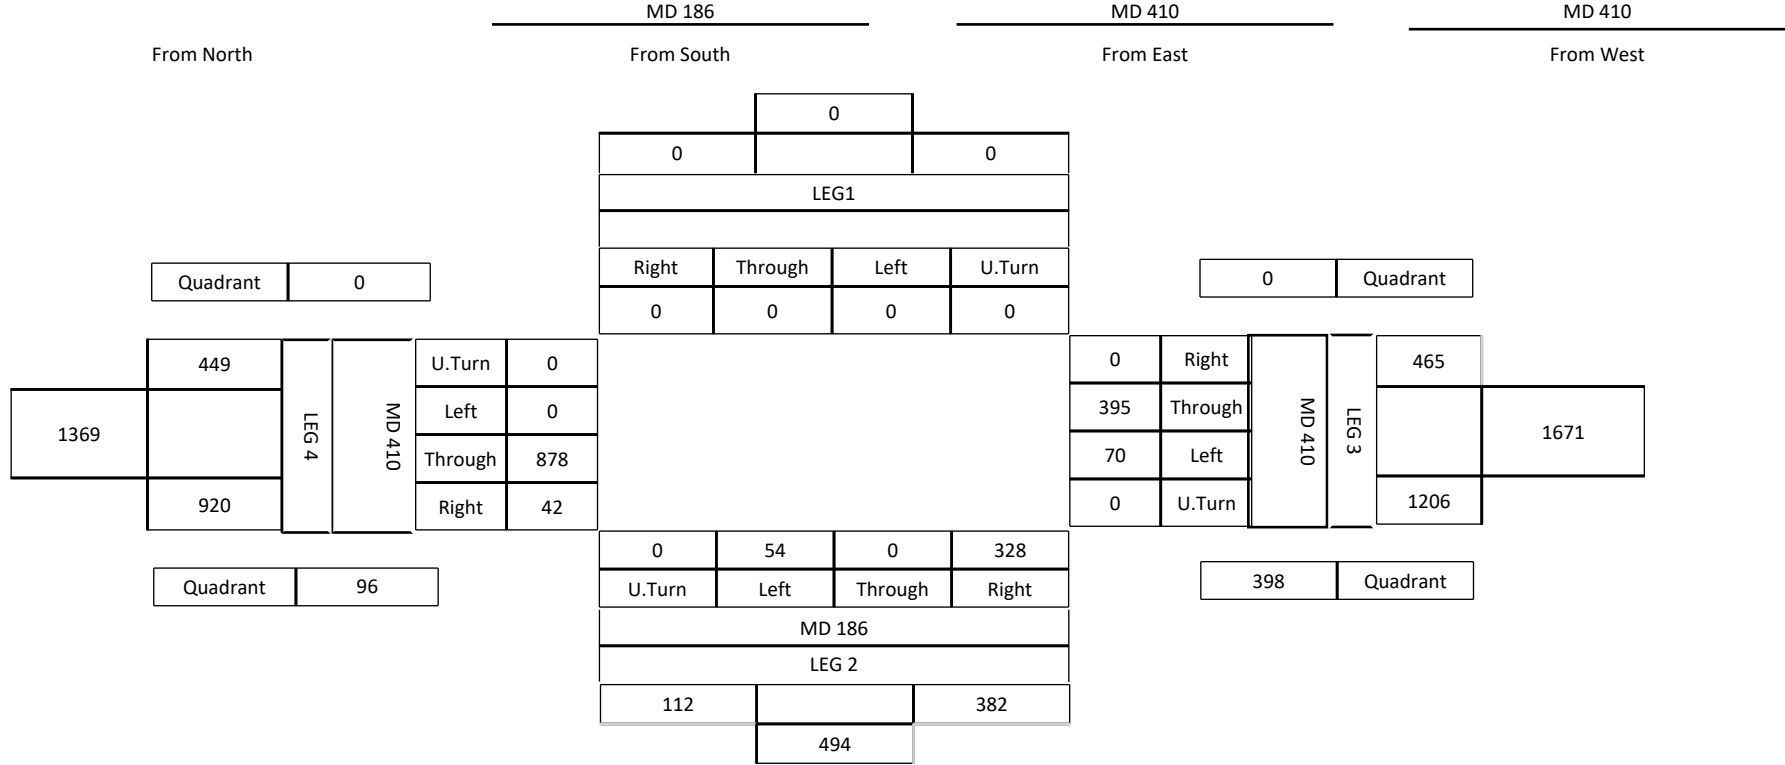 MD 186 MD 410 MD 410
From North From South From East From West
0
0 0
LEG1
Right Through Left U.Turn
Quadrant 0 0 Quadrant
0 0 0 0
449 U.Turn 0 0 Right 465
Left 0 395 Through
1369 LEG 4 MD 410 MD 410 LEG 3 1671
Through 878 70 Left
920 Right 42 0 U.Turn 1206
0 54 0 328
Quadrant 96 U.Turn Left Through Right 398 Quadrant
MD 186
LEG 2
112 382
494